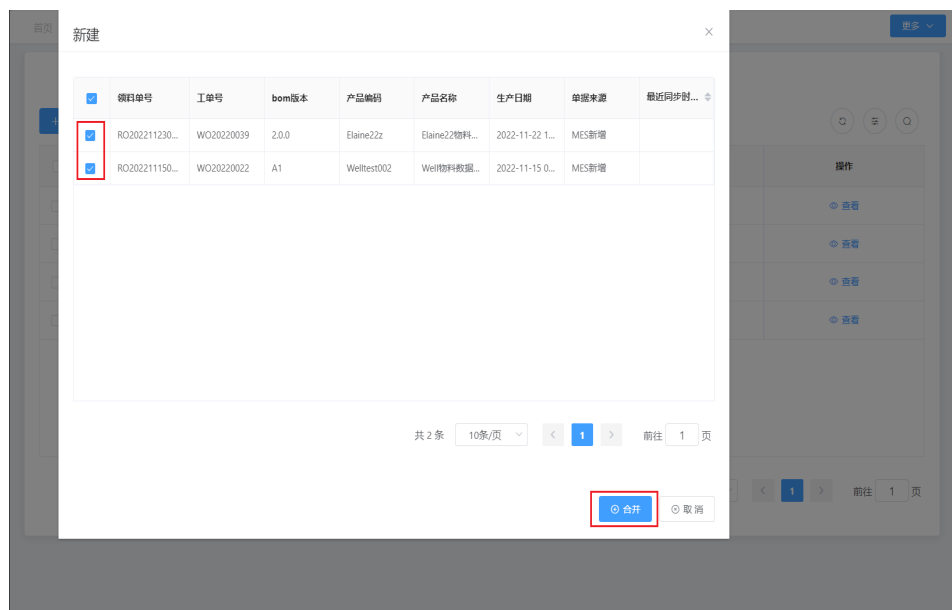 首页
更多
新建
领料单号 工单号 bom版本 产品编码 产品名称 生产日期 单据来源 最近同步时...
RO202211230... WO20220039 2.0.0 Elaine22z Elaine22物料... 2022-11-22 1... MES新增
RO202211150... WO20220022 A1 Welltest002 Well物料数据... 2022-11-15 0... MES新增
操作
查看
查看
查看
查看
共 2 条 10条/页 1 前往 1 页
合并 取消
1 前往 1 页